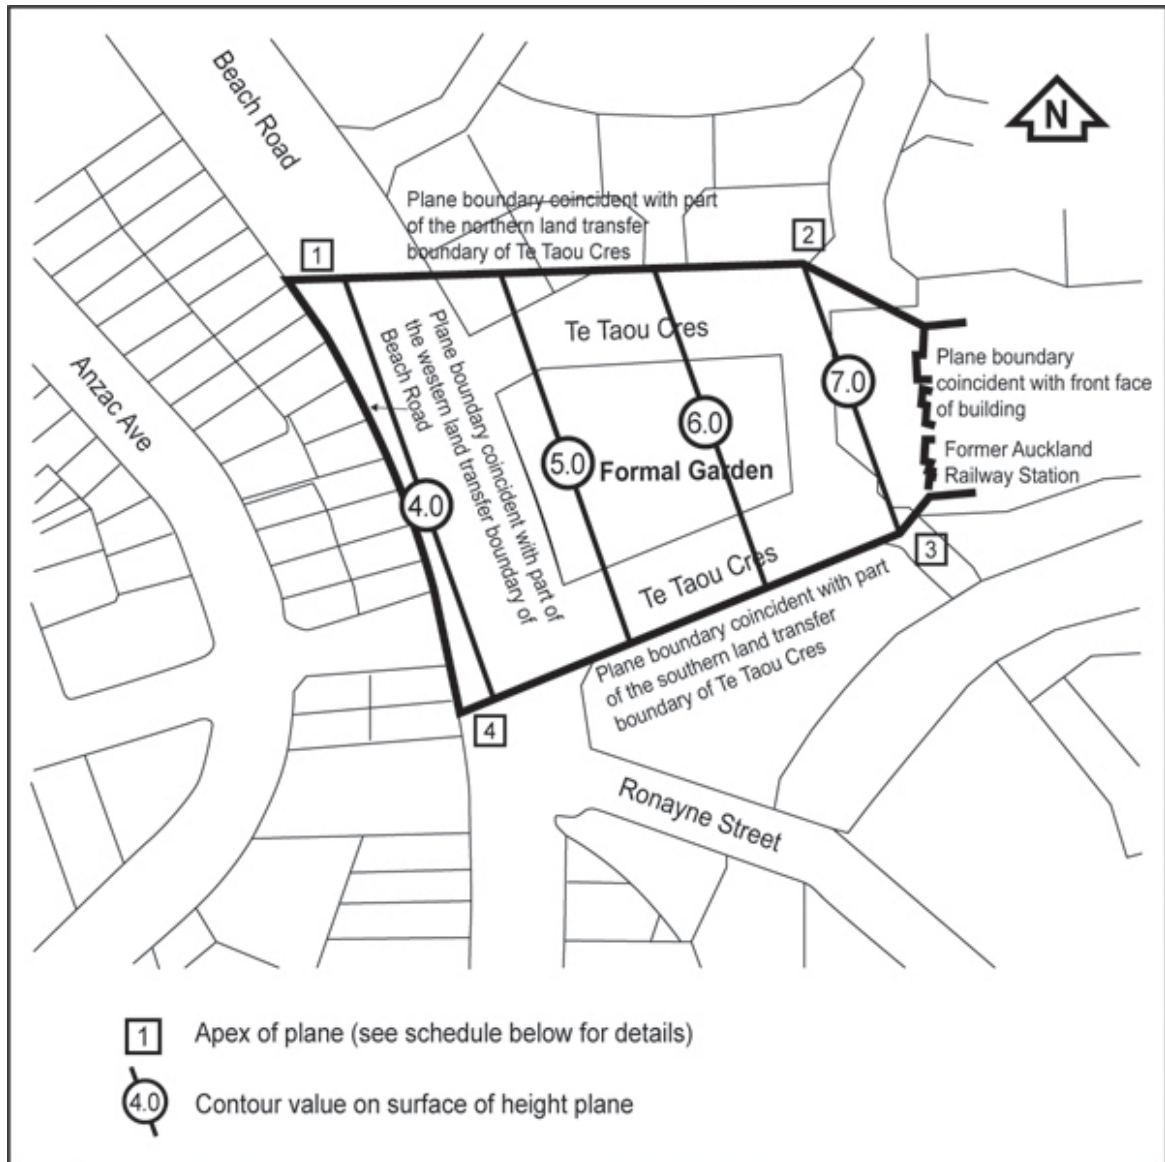 Beach Road
N
Plane boundary coincident with part
of the northern land transfer
boundary of Te Taou Cres
1
2
Te Taou Cres
Plane boundary coincident with part of
the western land transfer boundary of
Beach Road
Anzac Ave
7.0
Plane boundary
coincident with front face
of building
6.0
5.0
Formal Garden
Former Auckland
Railway Station
4.0
3
Te Taou Cres
Plane boundary coincident with part
of the southern land transfer
boundary of Te Taou Cres
4
Ronayne Street
1 Apex of plane (see schedule below for details)
4.0 Contour value on surface of height plane